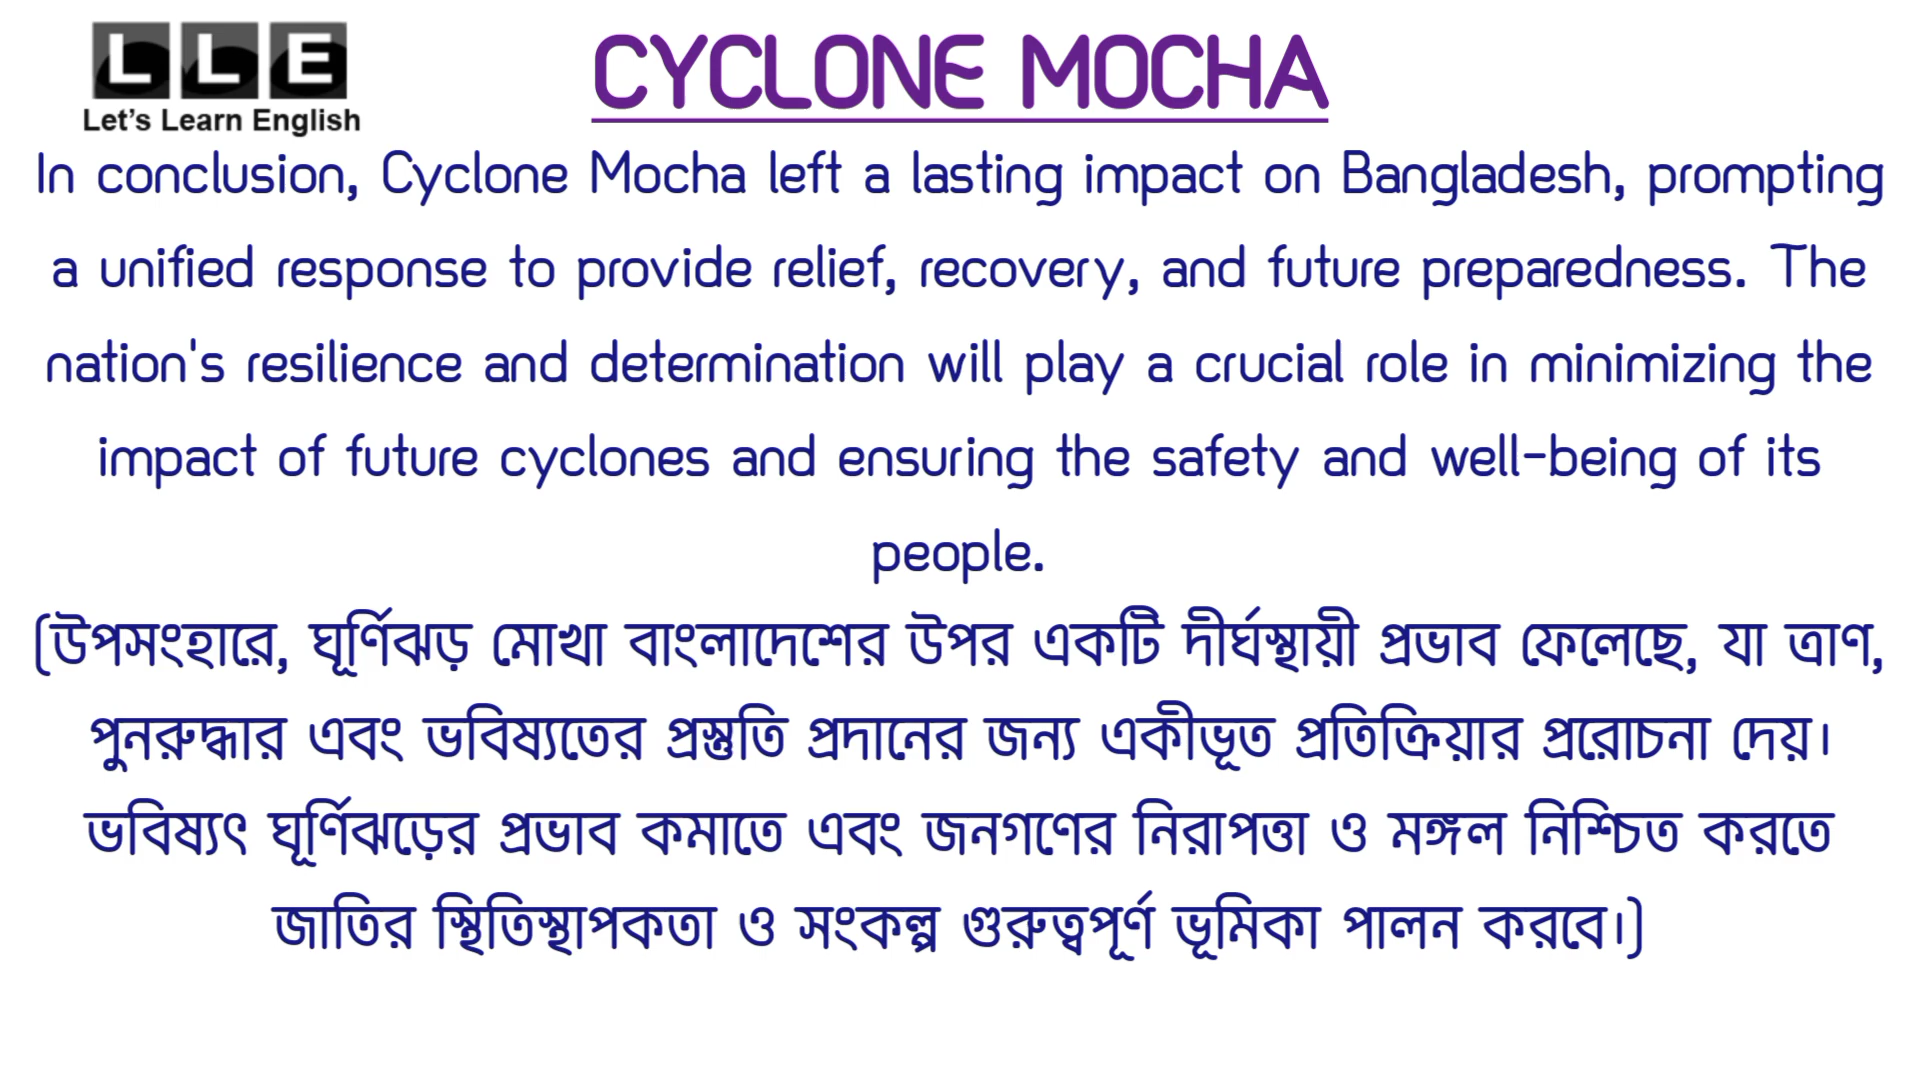 LLE
Let's Learn English
CYCLONE MOCHA
In conclusion, Cyclone Mocha left a lasting impact on Bangladesh, prompting
a unified response to provide relief, recovery, and future preparedness. The
nation's resilience and determination will play a crucial role in minimizing the
impact of future cyclones and ensuring the safety and well-being of its
people.
(উপসংহারে, ঘূর্ণিঝড় মোখা বাংলাদেশের উপর একটি দীর্ঘস্থায়ী প্রভাব ফেলেছে, যা ত্রাণ,
পুনরুদ্ধার এবং ভবিষ্যতের প্রস্তুতি প্রদানের জন্য একীভূত প্রতিক্রিয়ার প্ররোচনা দেয়।
ভবিষ্যৎ ঘূর্ণিঝড়ের প্রভাব কমাতে এবং জনগণের নিরাপত্তা ও মঙ্গল নিশ্চিত করতে
জাতির স্থিতিস্থাপকতা ও সংকল্প গুরুত্বপূর্ণ ভূমিকা পালন করবে।)